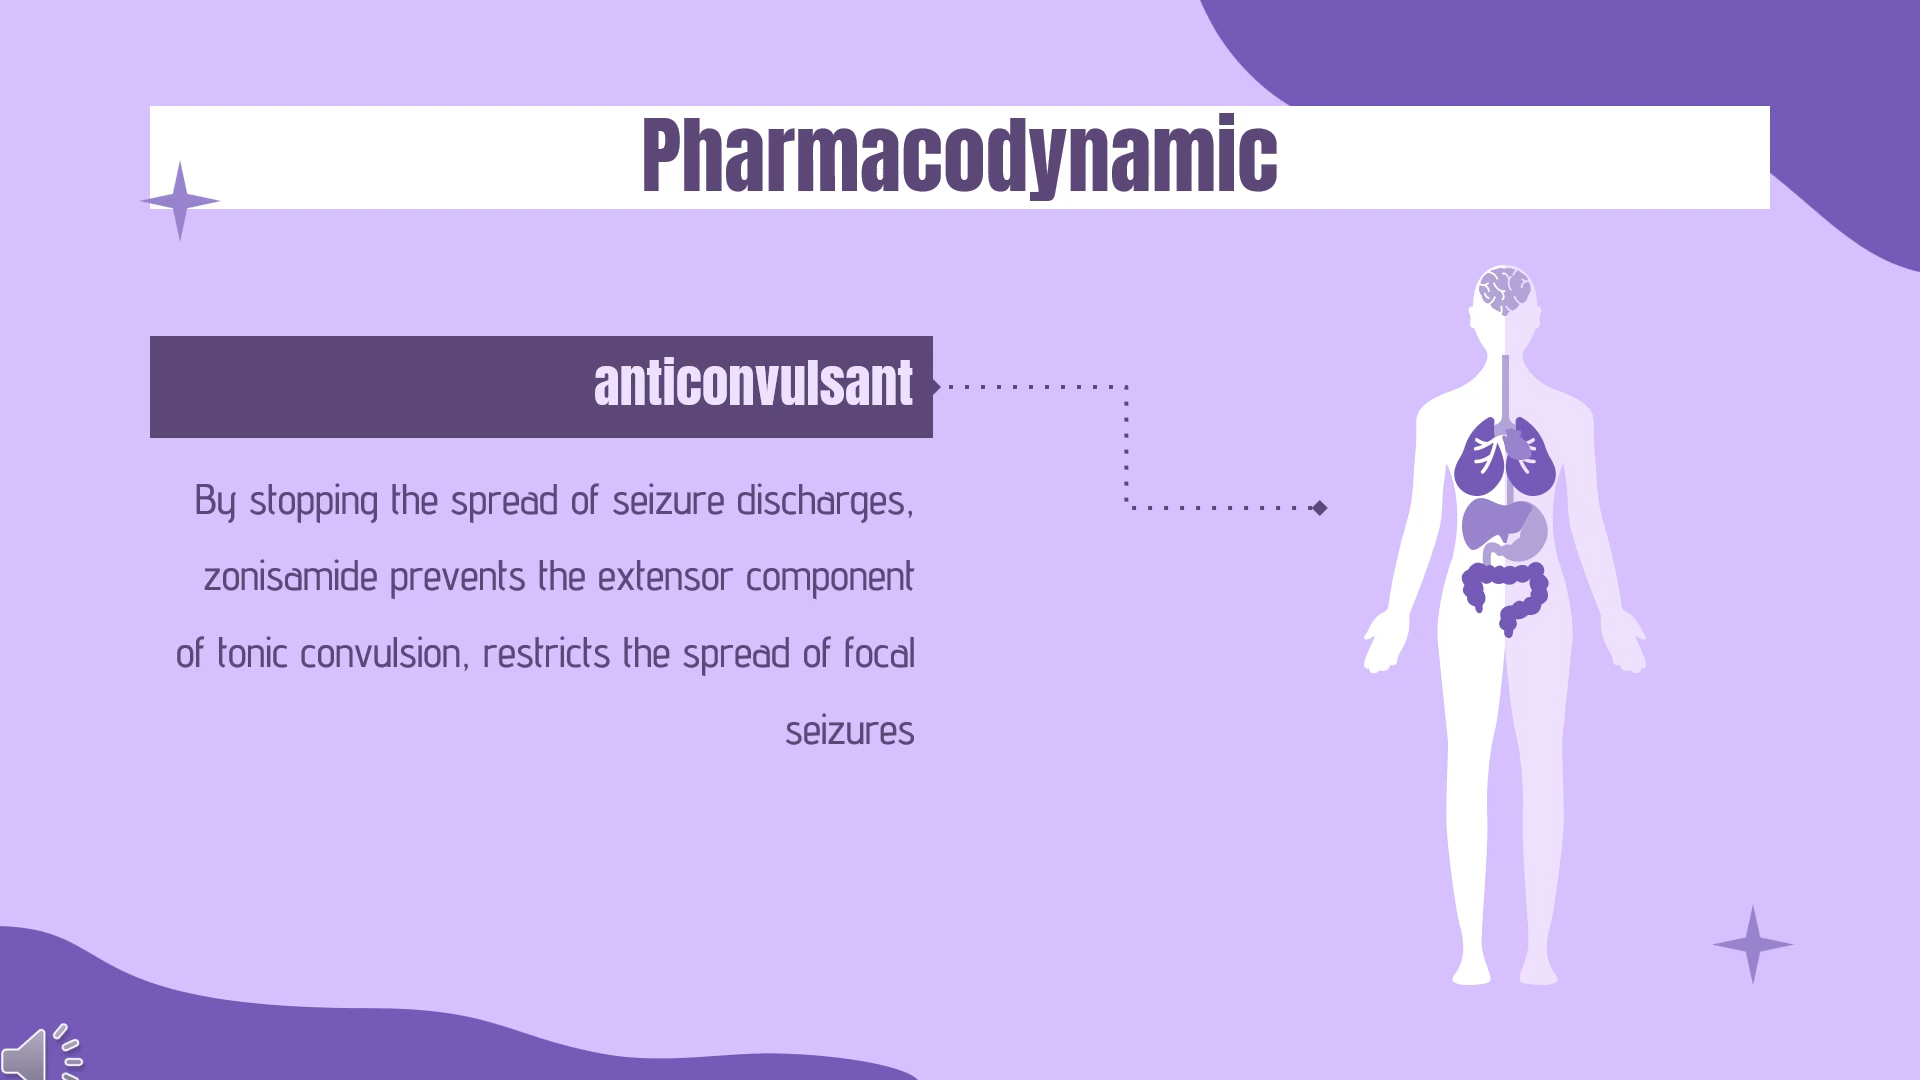 Pharmacodynamic
anticonvulsant
By stopping the spread of seizure discharges,
zonisamide prevents the extensor component
of tonic convulsion, restricts the spread of focal
seizures